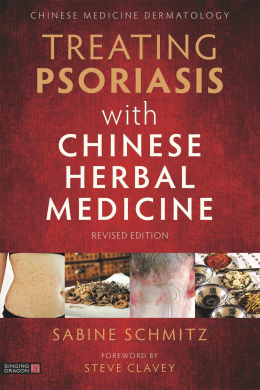 CHINESE MEDICINE DERMATOLOGY
TREATING
PSORIASIS
with
CHINESE
HERBAL
MEDICINE
REVISED EDITION
SABINE SCHMITZ
FOREWORD BY
STEVE CLAVEY
SINGING
DRAGON